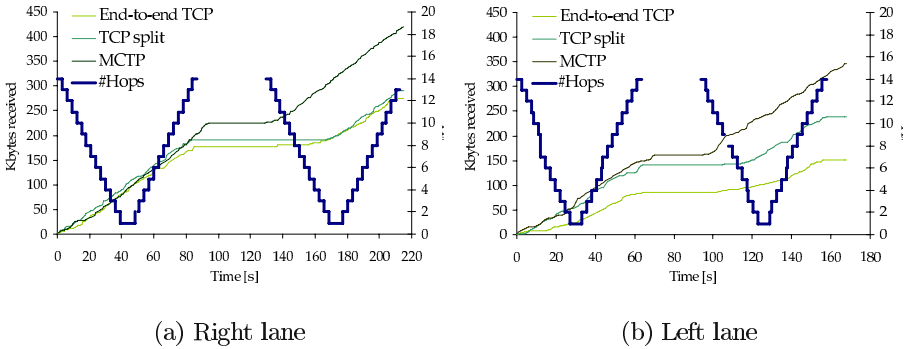 End-to-end TCP
TCP split
MCTP
#Hops
Kbytes received
450
400
350
300
250
200
150
100
50
0
20
18
16
14
12
10
8
6
4
2
0
0 20 40 60 80 100 120 140 160 180 200 220
Time [s]
(a) Right lane
End-to-end TCP
TCP split
MCTP
#Hops
Kbytes received
450
400
350
300
250
200
150
100
50
0
20
18
16
14
12
10
8
6
4
2
0
0 20 40 60 80 100 120 140 160 180
Time [s]
(b) Left lane